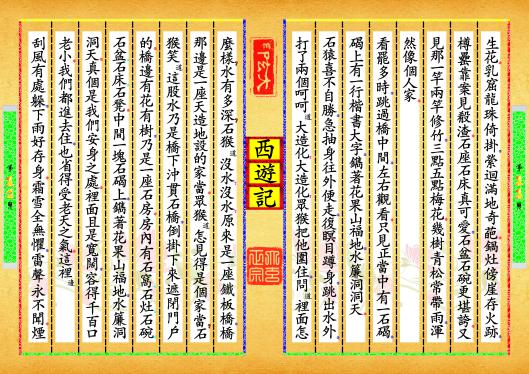 生花乳窟龍珠倚掛縈迴滿地奇葩鍋灶傍崖存火跡
樽罍靠案見殽渣石座石床真可愛石盆石碗更堪誇又
見那一竿兩竿修竹三點五點梅花幾樹青松常帶雨渾
然像個人家
看罷多時跳過橋中間左右觀看只見正當中有一石碣
碣上有一行楷書大字鐫著花果山福地水簾洞洞天
石猿喜不自勝急抽身往外便走復瞑目蹲身跳出水外
打了兩個呵呵道大造化大造化眾猴把他圍住問道裡面怎
西遊記
麼樣水有多深石猴道沒水沒水原來是一座鐵板橋橋
那邊是一座天造地設的家當眾猴道怎見得是個家當石
猴笑道這股水乃是橋下沖貫石橋倒掛下來遮閉門戶
的橋邊有花有樹乃是一座石房房內有石窩石灶石碗
石盆石床石凳中間一塊石碣上鐫著花果山福地水簾
洞天真個是我們安身之處裡面且是寬闊容得千百口
老小我們都進去住也省得受老天之氣這裡邊
刮風有處躲下雨好存身霜雪全無懼雷聲永不聞煙